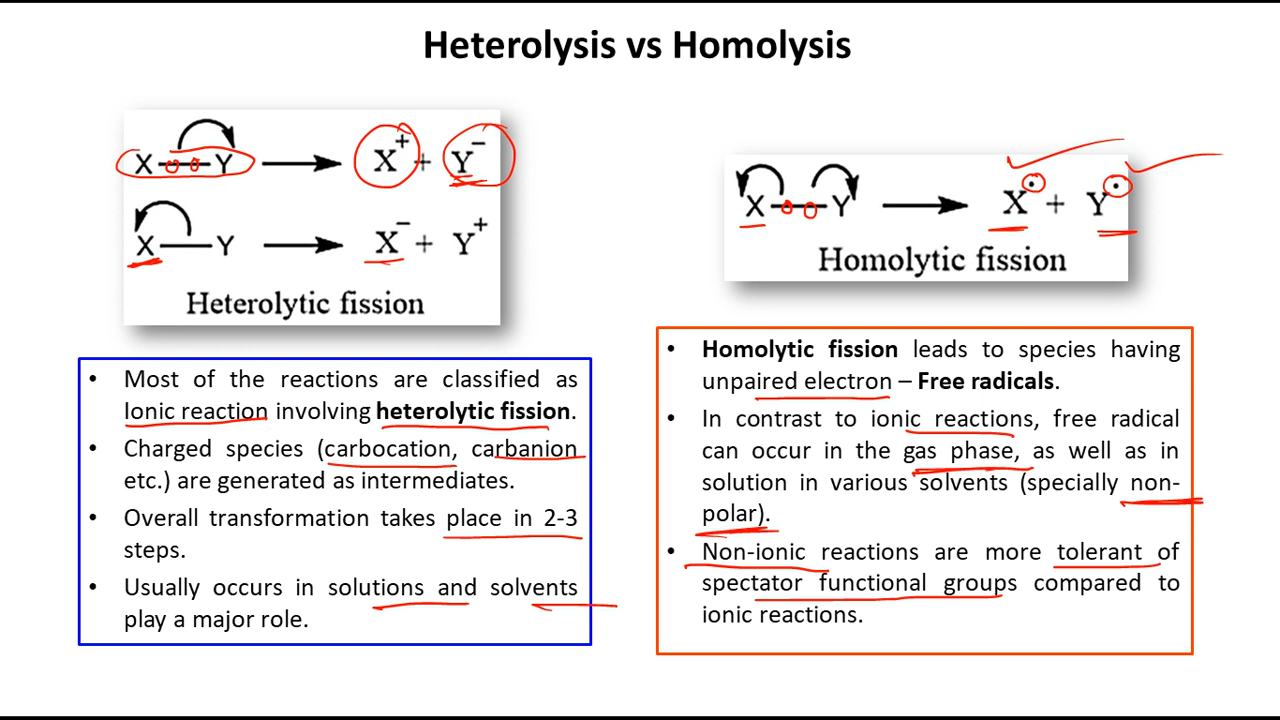 Heterolysis vs Homolysis
X—Y X⁺ + Y⁻
X—Y X⁻ + Y⁺
Heterolytic fission
• Most of the reactions are classified as
Ionic reaction involving heterolytic fission.
• Charged species (carbocation, carbanion
etc.) are generated as intermediates.
• Overall transformation takes place in 2-3
steps.
• Usually occurs in solutions and solvents
play a major role.
X—Y X• + Y•
Homolytic fission
• Homolytic fission leads to species having
unpaired electron – Free radicals.
• In contrast to ionic reactions, free radical
can occur in the gas phase, as well as in
solution in various solvents (specially non-
polar).
• Non-ionic reactions are more tolerant of
spectator functional groups compared to
ionic reactions.